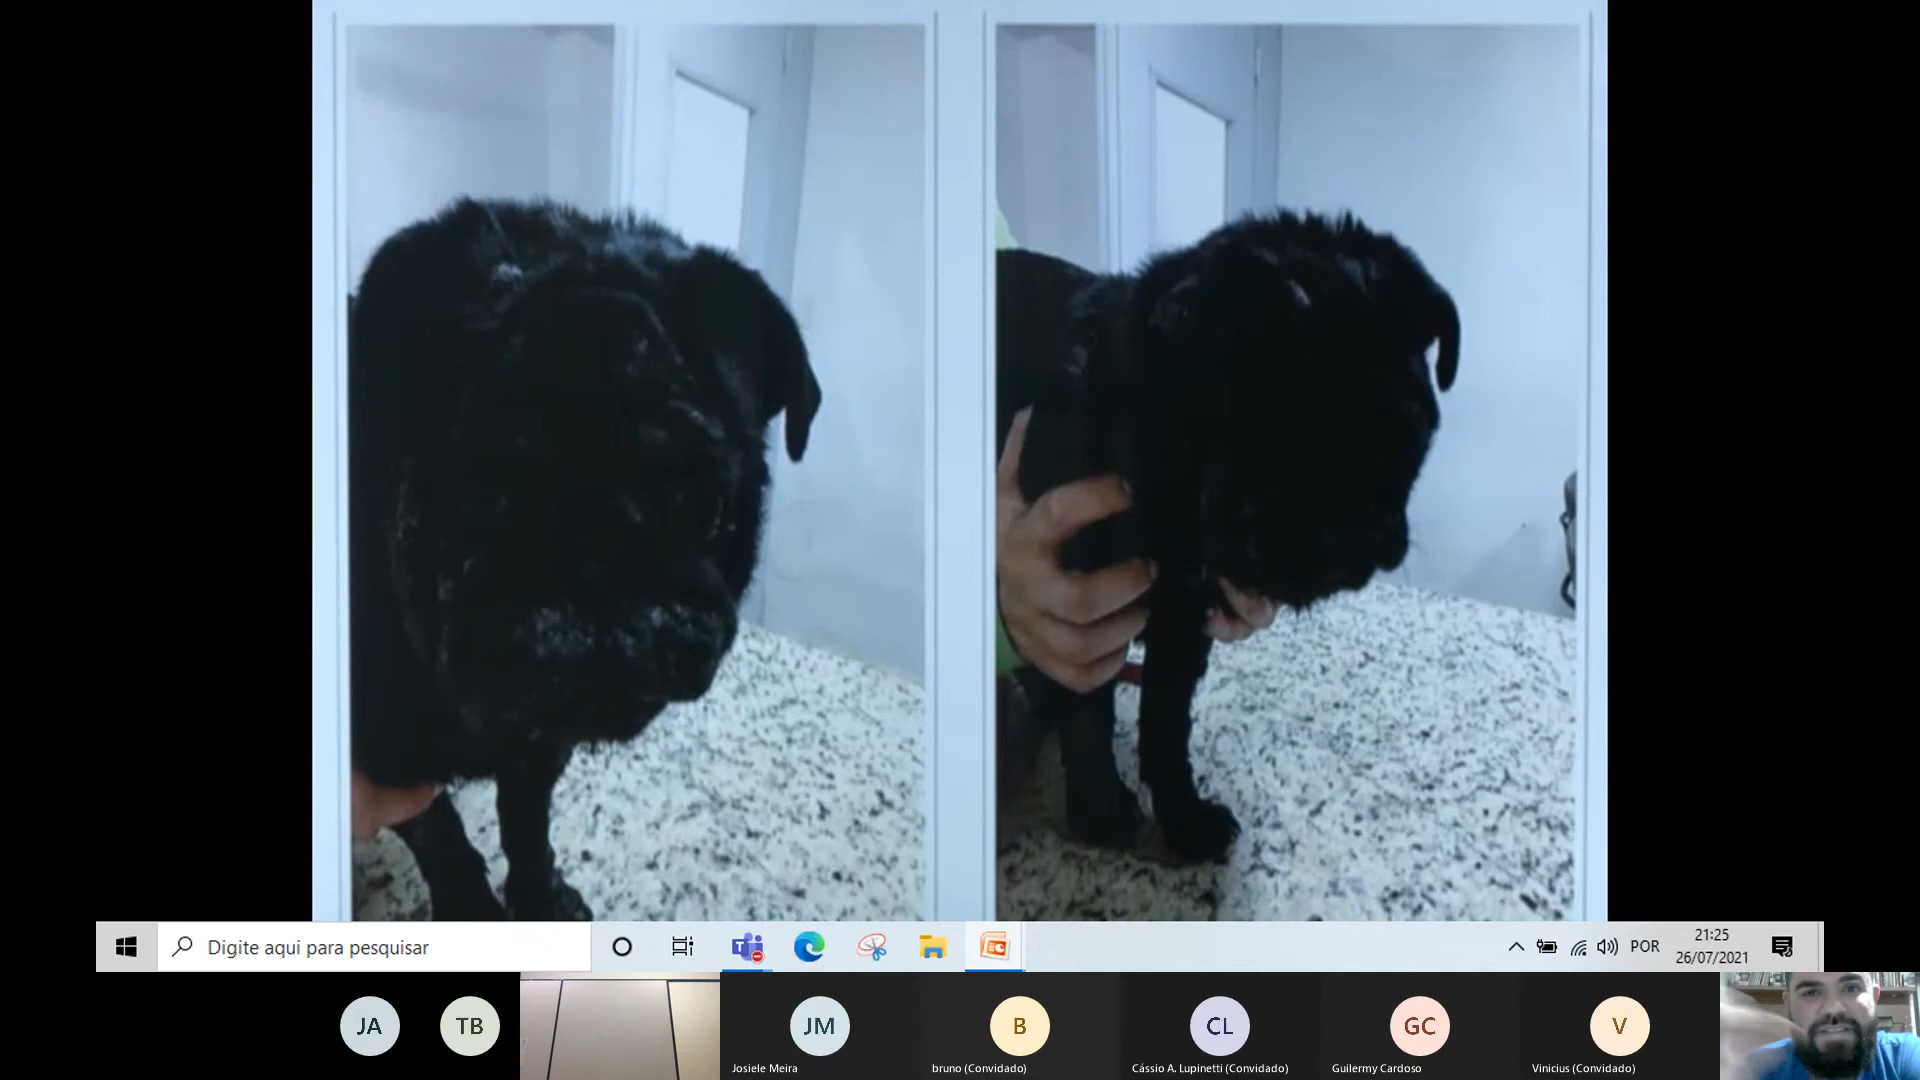 Digite aqui para pesquisar
T
POR
21:25
26/07/2021
JA
TB
JM
B
CL
GC
V
Josiele Meira
bruno (Convidado)
Cássio A. Lupinetti (Convidado)
Guilermy Cardoso
Vinicius (Convidado)